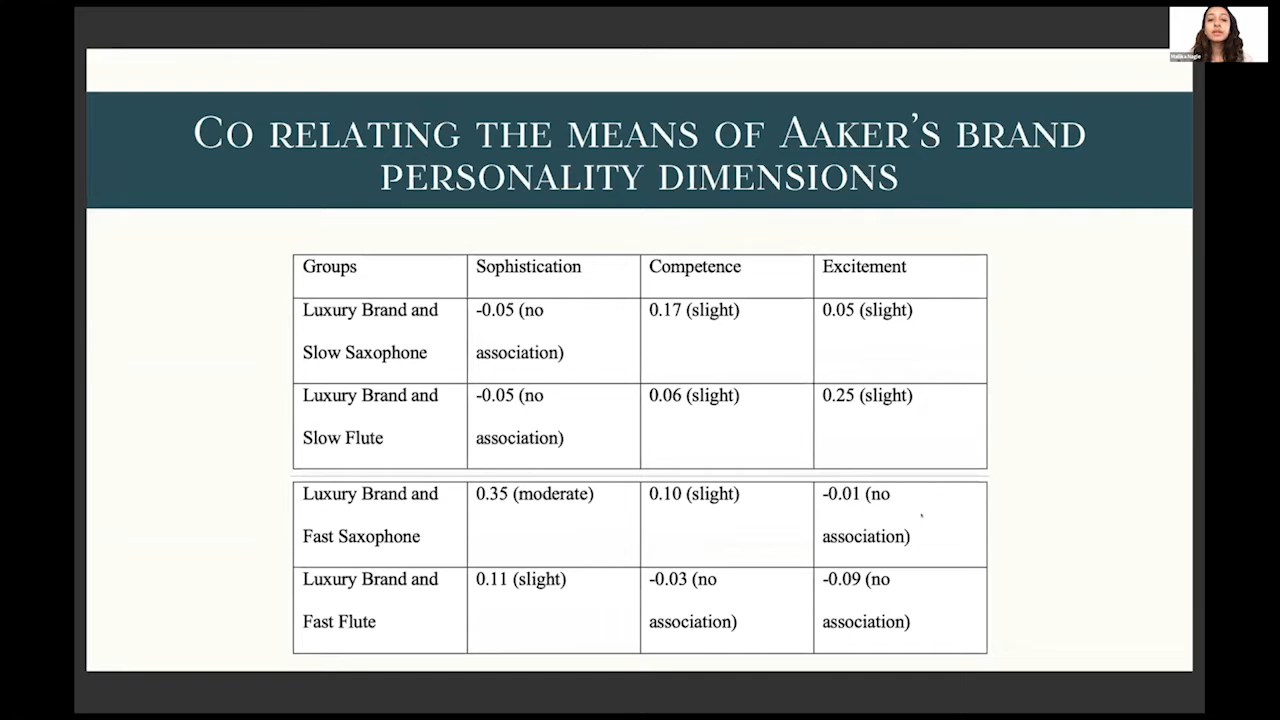 Co relating the means of Aaker's brand
personality dimensions
Groups Sophistication Competence Excitement
Luxury Brand and -0.05 (no 0.17 (slight) 0.05 (slight)
Slow Saxophone association)
Luxury Brand and -0.05 (no 0.06 (slight) 0.25 (slight)
Slow Flute association)
Luxury Brand and 0.35 (moderate) 0.10 (slight) -0.01 (no
Fast Saxophone association)
Luxury Brand and 0.11 (slight) -0.03 (no -0.09 (no
Fast Flute association) association)